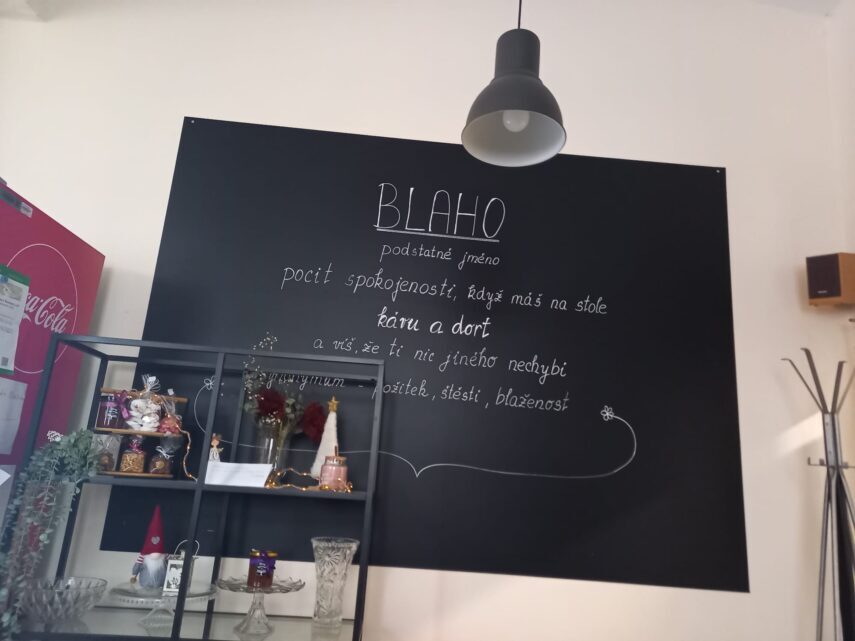 BLAHO
podstatné jméno
pocit spokojenosti, když máš na stole
kávu a dort
a víš, že ti nic jiného nechybí
požitek, štěstí, blaženost
Coca-Cola